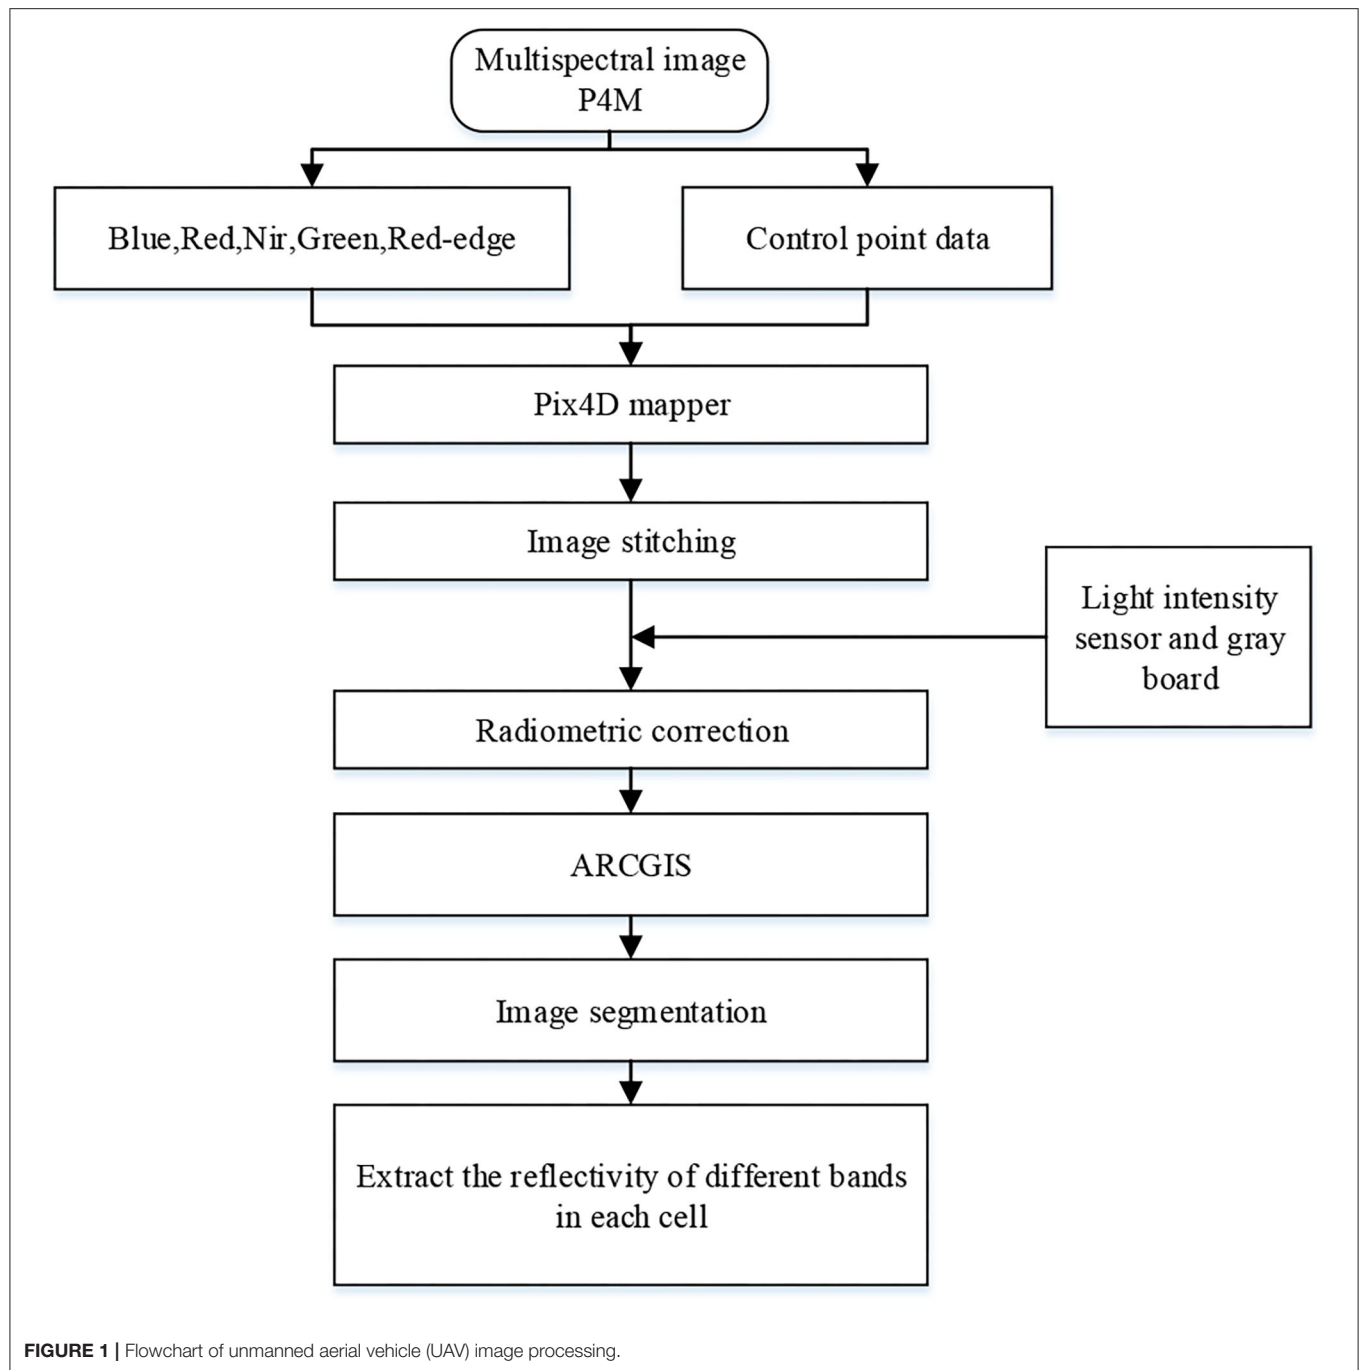 Multispectral image
P4M
Blue,Red,Nir,Green,Red-edge
Control point data
Pix4D mapper
Image stitching
Light intensity
sensor and gray
board
Radiometric correction
ARCGIS
Image segmentation
Extract the reflectivity of different bands
in each cell
FIGURE 1 | Flowchart of unmanned aerial vehicle (UAV) image processing.